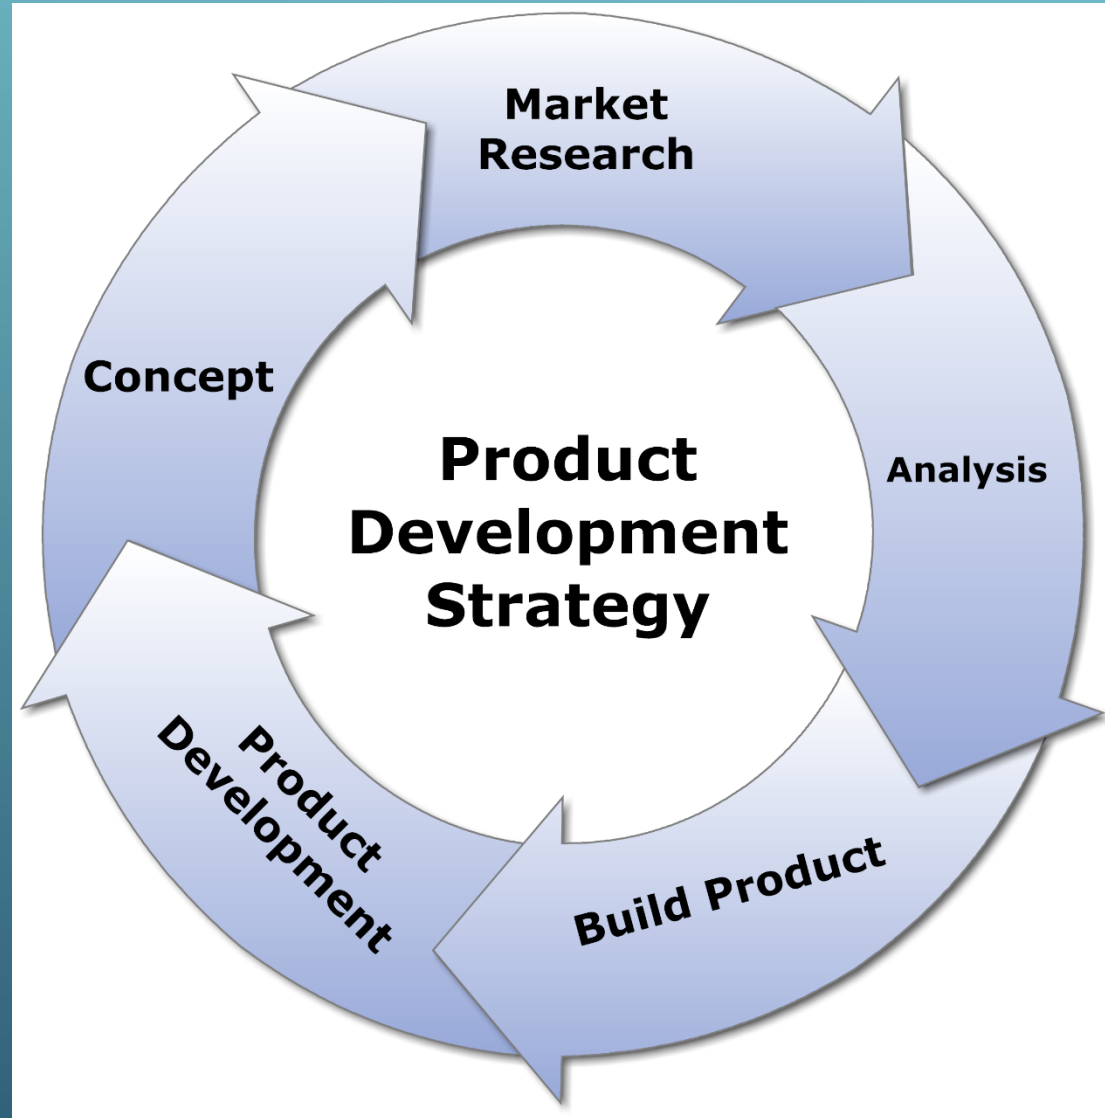 Market
Research
Concept
Analysis
Product
Development
Strategy
Product
Development
Build Product